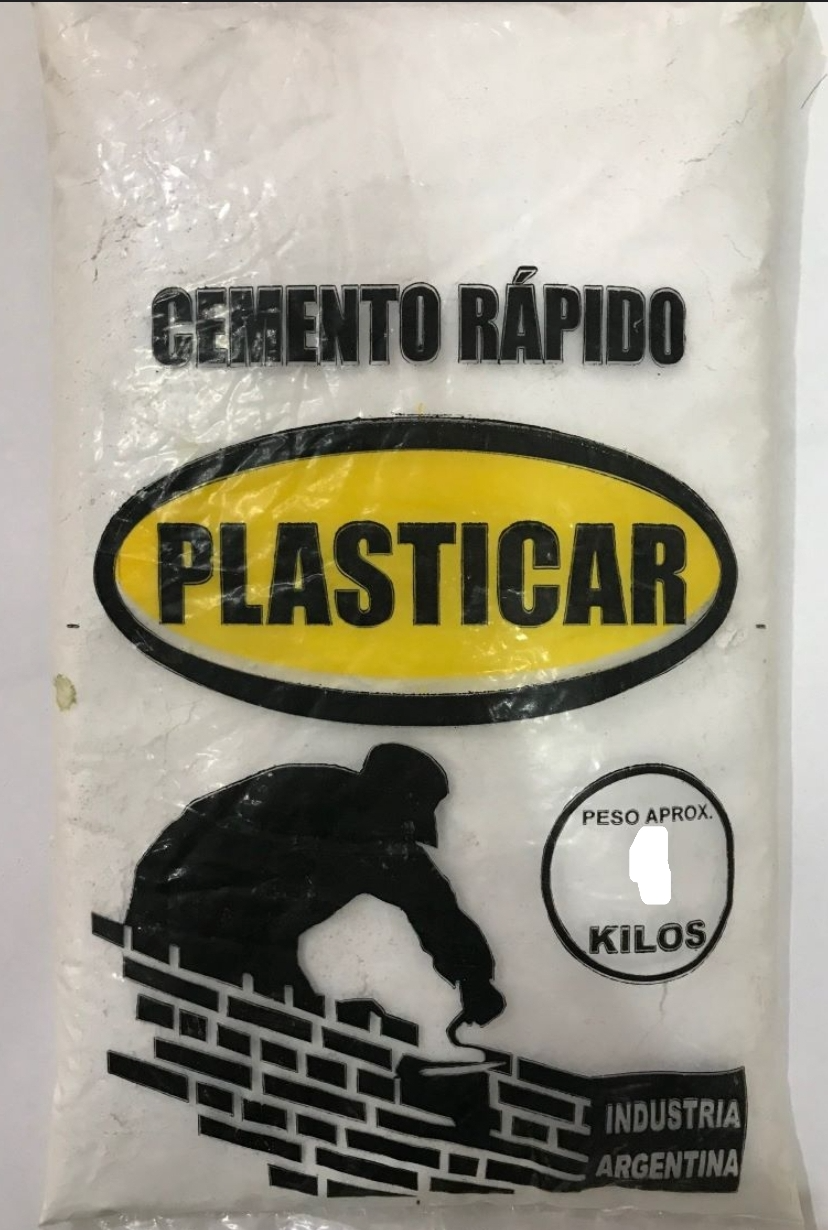 CEMENTO RÁPIDO
PLASTICAR
PESO APROX.
KILOS
INDUSTRIA
ARGENTINA